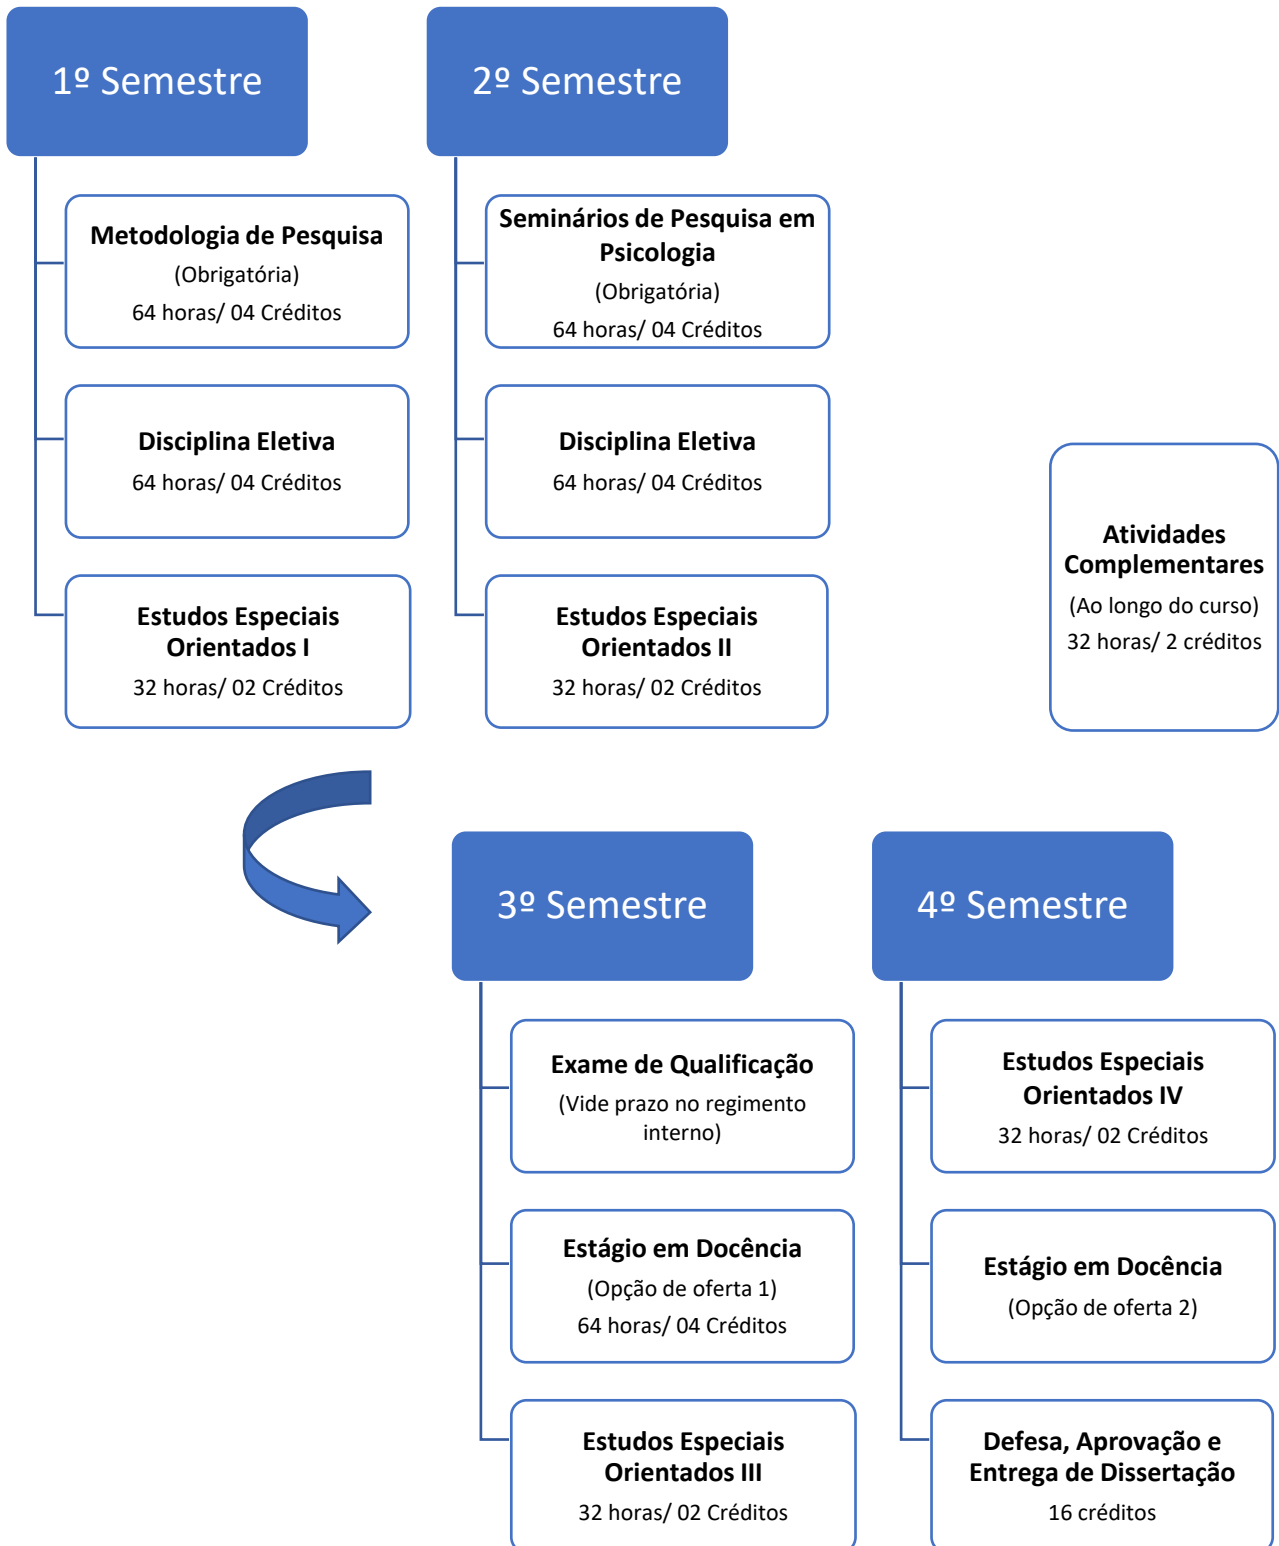 1º Semestre
Metodologia de Pesquisa
(Obrigatória)
64 horas/ 04 Créditos
Disciplina Eletiva
64 horas/ 04 Créditos
Estudos Especiais
Orientados I
32 horas/ 02 Créditos
2º Semestre
Seminários de Pesquisa em
Psicologia
(Obrigatória)
64 horas/ 04 Créditos
Disciplina Eletiva
64 horas/ 04 Créditos
Estudos Especiais
Orientados II
32 horas/ 02 Créditos
Atividades
Complementares
(Ao longo do curso)
32 horas/ 2 créditos
3º Semestre
Exame de Qualificação
(Vide prazo no regimento
interno)
Estágio em Docência
(Opção de oferta 1)
64 horas/ 04 Créditos
Estudos Especiais
Orientados III
32 horas/ 02 Créditos
4º Semestre
Estudos Especiais
Orientados IV
32 horas/ 02 Créditos
Estágio em Docência
(Opção de oferta 2)
Defesa, Aprovação e
Entrega de Dissertação
16 créditos